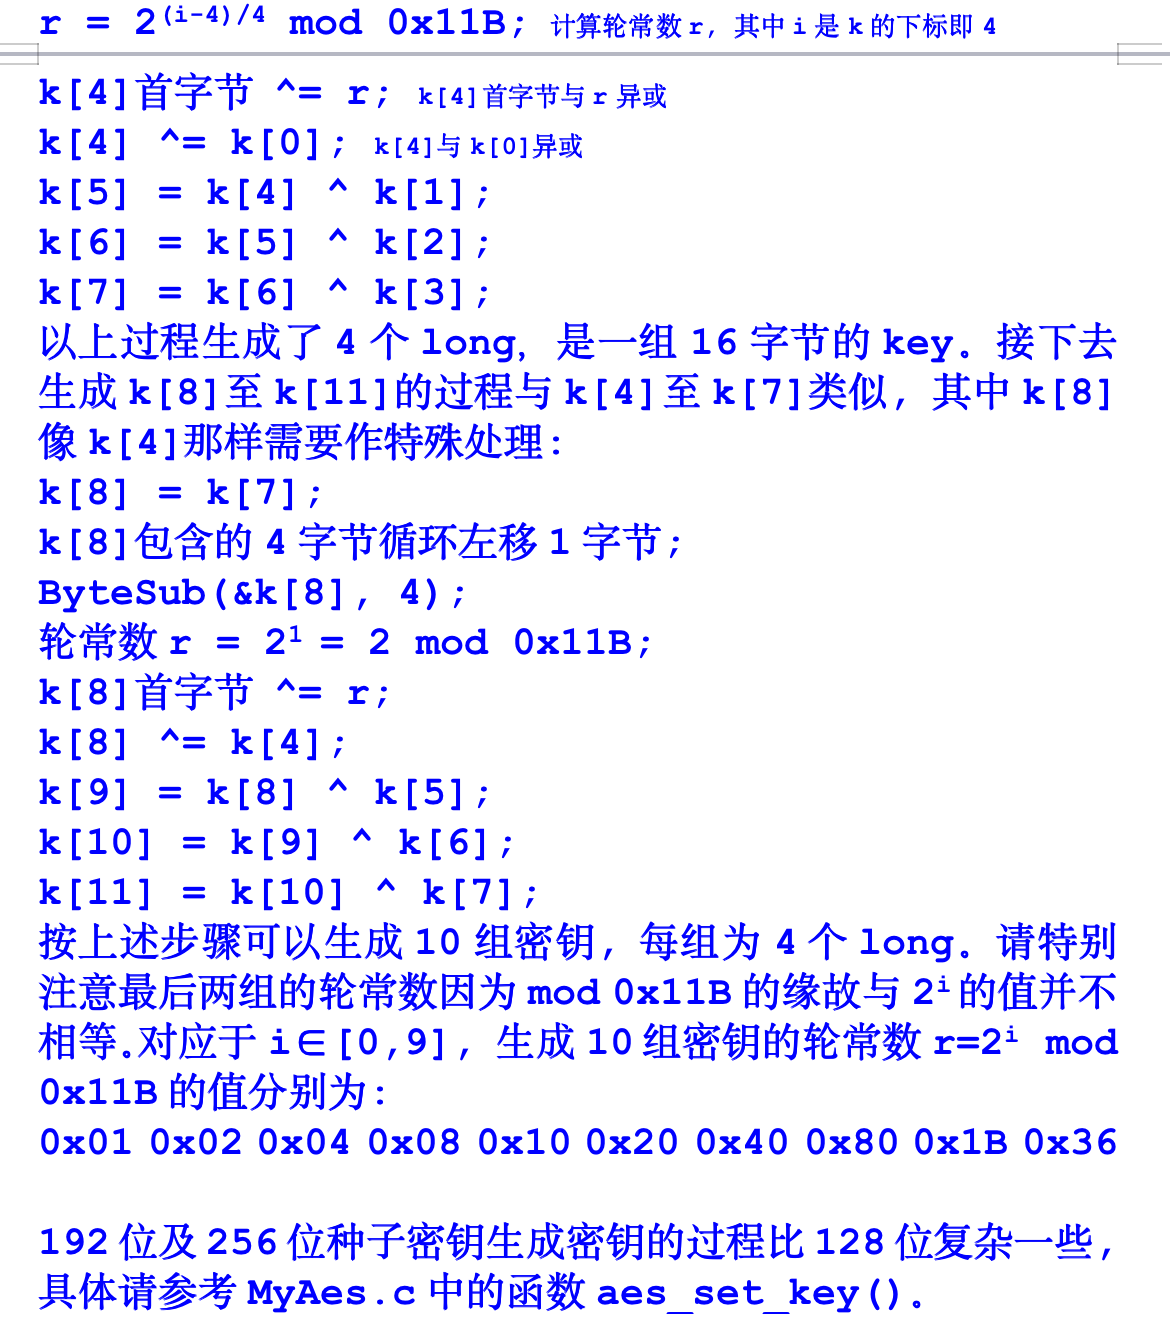 r = 2^(i-4)/4 mod 0x11B; 计算轮常数 r, 其中 i 是 k 的下标即 4
k[4]首字节 ^= r; k[4]首字节与 r 异或
k[4] ^= k[0]; k[4]与 k[0]异或
k[5] = k[4] ^ k[1];
k[6] = k[5] ^ k[2];
k[7] = k[6] ^ k[3];
以上过程生成了 4 个 long, 是一组 16 字节的 key。接下去
生成 k[8]至 k[11]的过程与 k[4]至 k[7]类似, 其中 k[8]
像 k[4]那样需要作特殊处理:
k[8] = k[7];
k[8]包含的 4 字节循环左移 1 字节;
ByteSub(&k[8], 4);
轮常数 r = 2¹ = 2 mod 0x11B;
k[8]首字节 ^= r;
k[8] ^= k[4];
k[9] = k[8] ^ k[5];
k[10] = k[9] ^ k[6];
k[11] = k[10] ^ k[7];
按上述步骤可以生成 10 组密钥, 每组为 4 个 long。请特别
注意最后两组的轮常数因为 mod 0x11B 的缘故与 2ⁱ 的值并不
相等。对应于 i∈[0,9], 生成 10 组密钥的轮常数 r=2ⁱ mod
0x11B 的值分别为:
0x01 0x02 0x04 0x08 0x10 0x20 0x40 0x80 0x1B 0x36
192 位及 256 位种子密钥生成密钥的过程比 128 位复杂一些,
具体请参考 MyAes.c 中的函数 aes_set_key()。